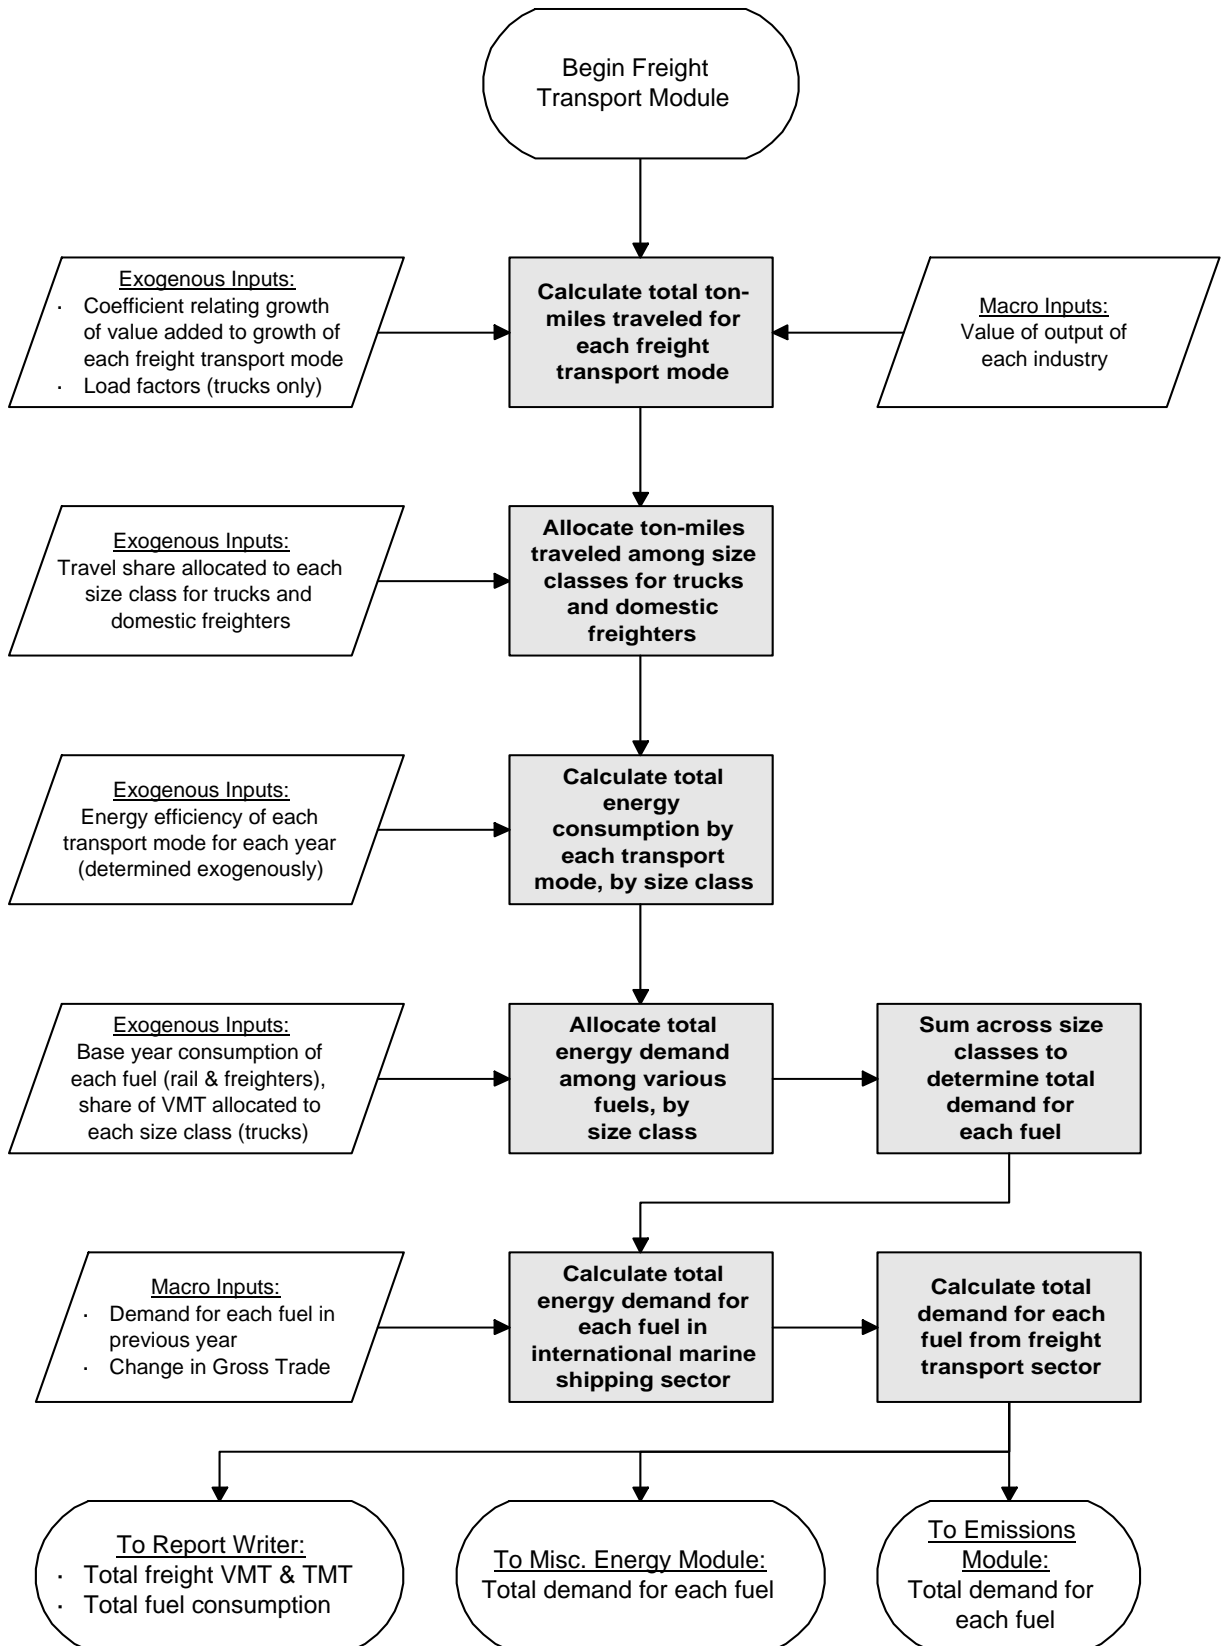 Begin Freight
Transport Module
Exogenous Inputs:
· Coefficient relating growth
of value added to growth of
each freight transport mode
· Load factors (trucks only)
Calculate total ton-
miles traveled for
each freight
transport mode
Macro Inputs:
Value of output of
each industry
Exogenous Inputs:
Travel share allocated to each
size class for trucks and
domestic freighters
Allocate ton-miles
traveled among size
classes for trucks
and domestic
freighters
Exogenous Inputs:
Energy efficiency of each
transport mode for each year
(determined exogenously)
Calculate total
energy
consumption by
each transport
mode, by size class
Exogenous Inputs:
Base year consumption of
each fuel (rail & freighters),
share of VMT allocated to
each size class (trucks)
Allocate total
energy demand
among various
fuels, by
size class
Sum across size
classes to
determine total
demand for
each fuel
Macro Inputs:
· Demand for each fuel in
previous year
· Change in Gross Trade
Calculate total
energy demand for
each fuel in
international marine
shipping sector
Calculate total
demand for each
fuel from freight
transport sector
To Report Writer:
· Total freight VMT & TMT
· Total fuel consumption
To Misc. Energy Module:
Total demand for each fuel
To Emissions
Module:
Total demand for
each fuel